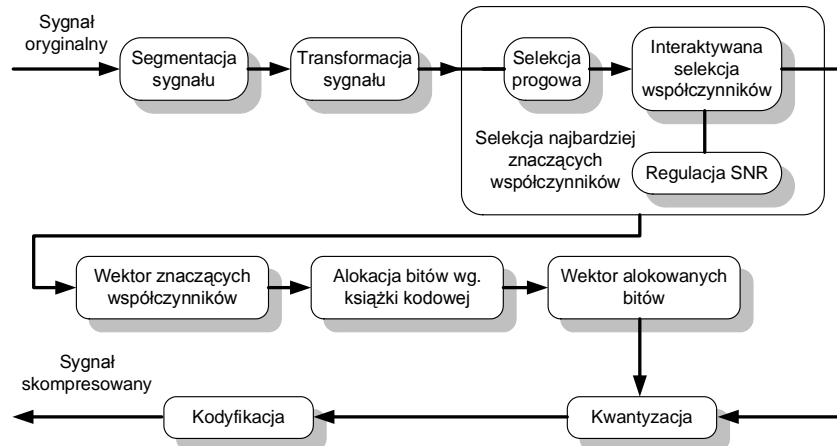 Sygnał
oryginalny
Segmentacja
sygnału
Transformacja
sygnału
Selekcja
progowa
Interaktywana
selekcja
współczynników
Selekcja najbardziej
znaczących
współczynników
Regulacja SNR
Wektor znaczących
współczynników
Alokacja bitów wg.
książki kodowej
Wektor alokowanych
bitów
Sygnał
skompresowany
Kodyfikacja
Kwantyzacja